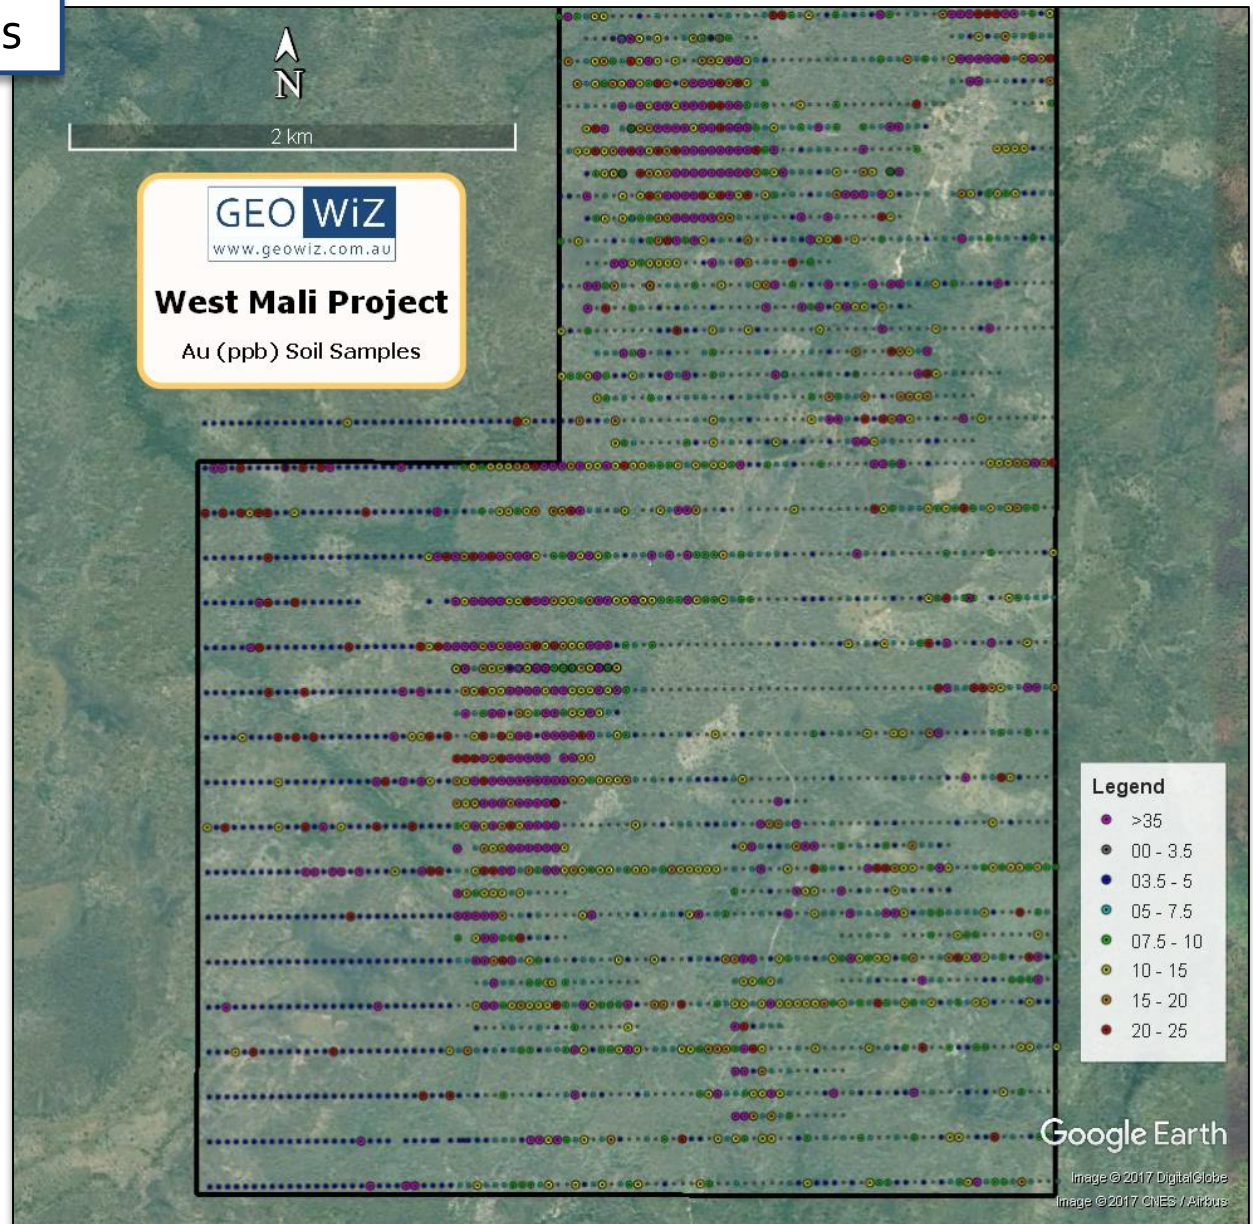 s
N
2 km
GEO WiZ
www.geowiz.com.au
West Mali Project
Au (ppb) Soil Samples
Legend
>35
00 - 3.5
03.5 - 5
05 - 7.5
07.5 - 10
10 - 15
15 - 20
20 - 25
Google Earth
Image © 2017 DigitalGlobe
Image © 2017 CNES / Airbus